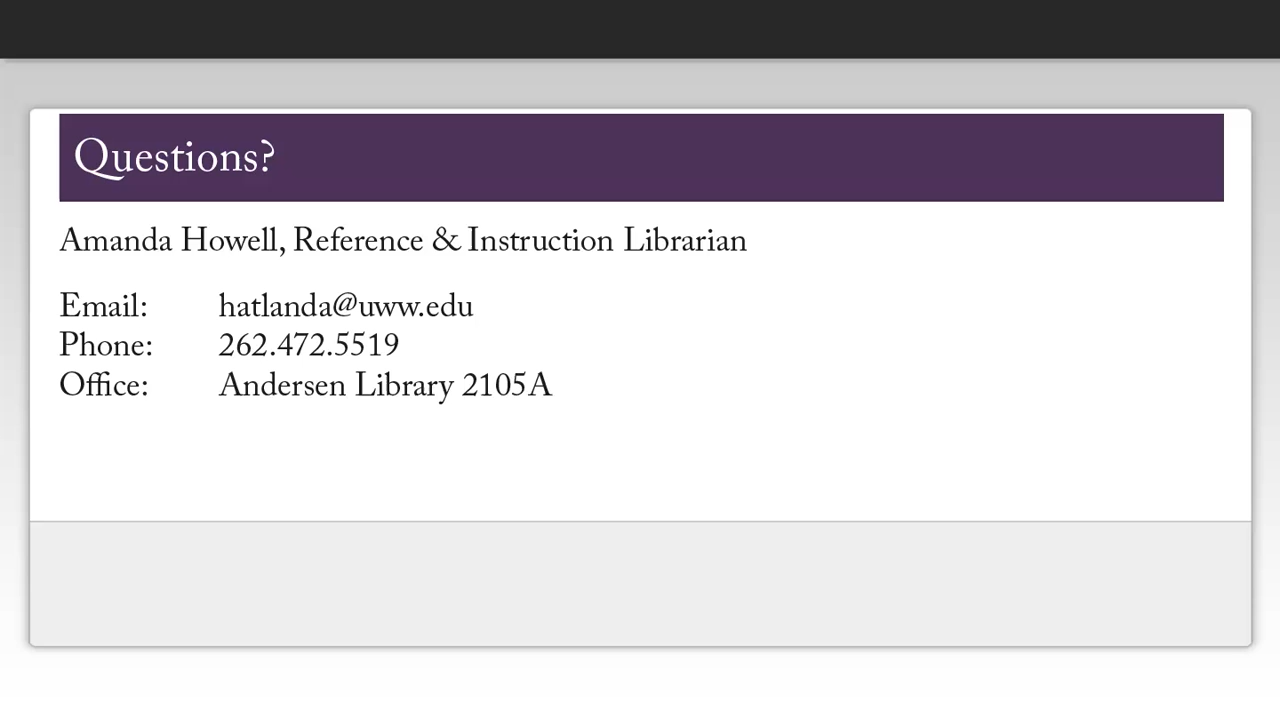 Questions?
Amanda Howell, Reference & Instruction Librarian
Email: hatlanda@uww.edu
Phone: 262.472.5519
Office: Andersen Library 2105A